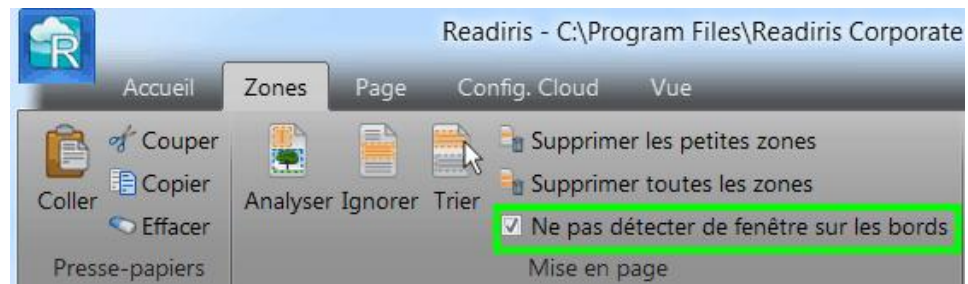 Readiris - C:\Program Files\Readiris Corporate
R
Accueil Zones Page Config. Cloud Vue
Coller
Couper
Copier
Effacer
Presse-papiers
Analyser Ignorer Trier
Supprimer les petites zones
Supprimer toutes les zones
Ne pas détecter de fenêtre sur les bords
Mise en page